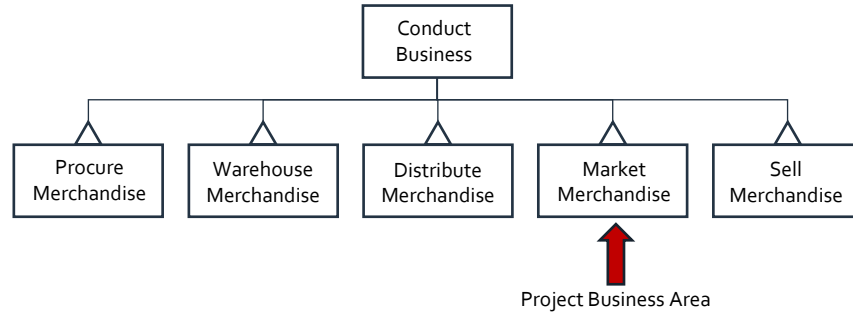 Conduct
Business
Procure
Merchandise
Warehouse
Merchandise
Distribute
Merchandise
Market
Merchandise
Sell
Merchandise
Project Business Area